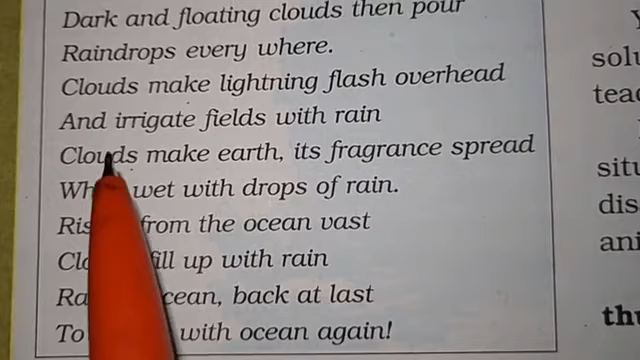 Dark and floating clouds then pour
Raindrops every where.
Clouds make lightning flash overhead
And irrigate fields with rain
Clouds make earth, its fragrance spread
wet with drops of rain.
from the ocean vast
fill up with rain
back at last
To with ocean again!